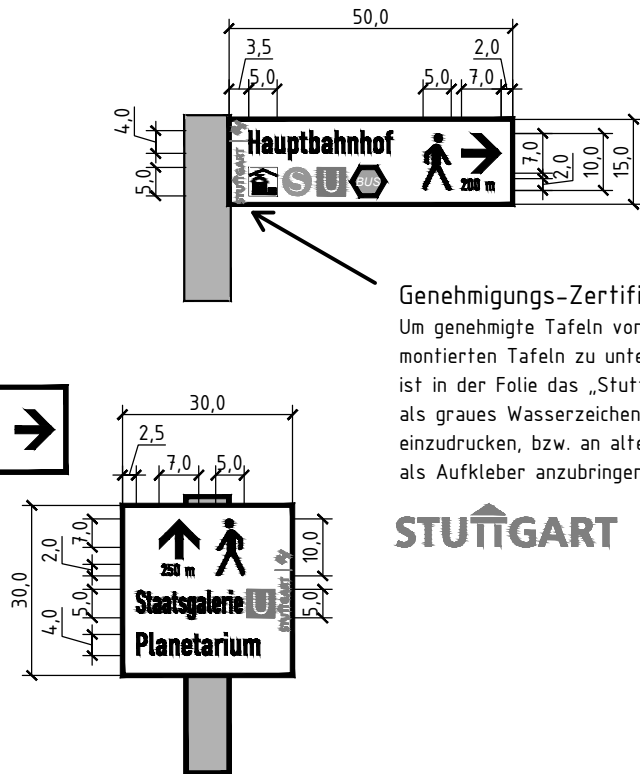 50,0
3,5
2,0
5,0
5,0
7,0
4,0
5,0
Hauptbahnhof
200 m
STUTTGART
S U BUS
7,0
2,0
10,0
15,0
Genehmigungs-Zertifi
Um genehmigte Tafeln vor
montierten Tafeln zu unte
ist in der Folie das „Stutt
als graues Wasserzeichen
einzudrucken, bzw. an alte
als Aufkleber anzubringen
STUTTGART
30,0
2,5
7,0
5,0
30,0
7,0
2,0
5,0
4,0
10,0
5,0
250 m
Staatsgalerie U
Planetarium
STUTTGART